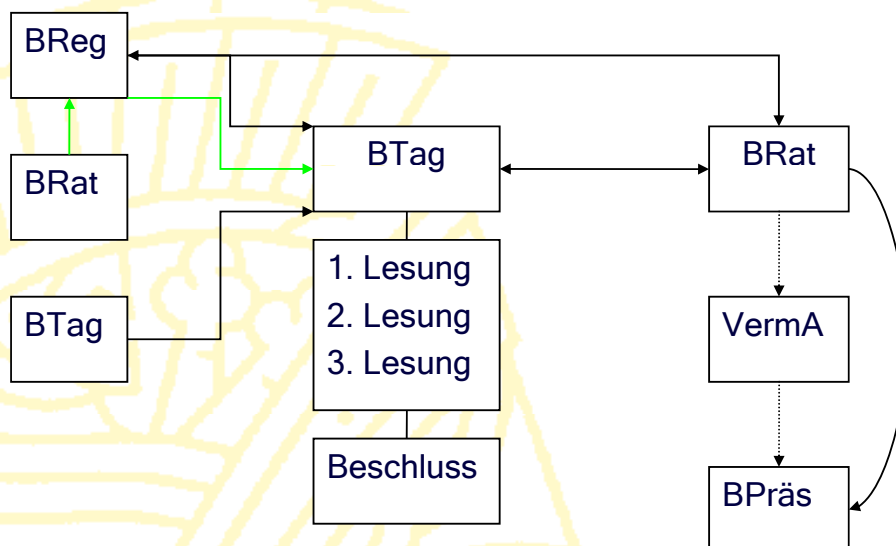 BReg
BRat
BTag
BTag
1. Lesung
2. Lesung
3. Lesung
Beschluss
BRat
VermA
BPräs